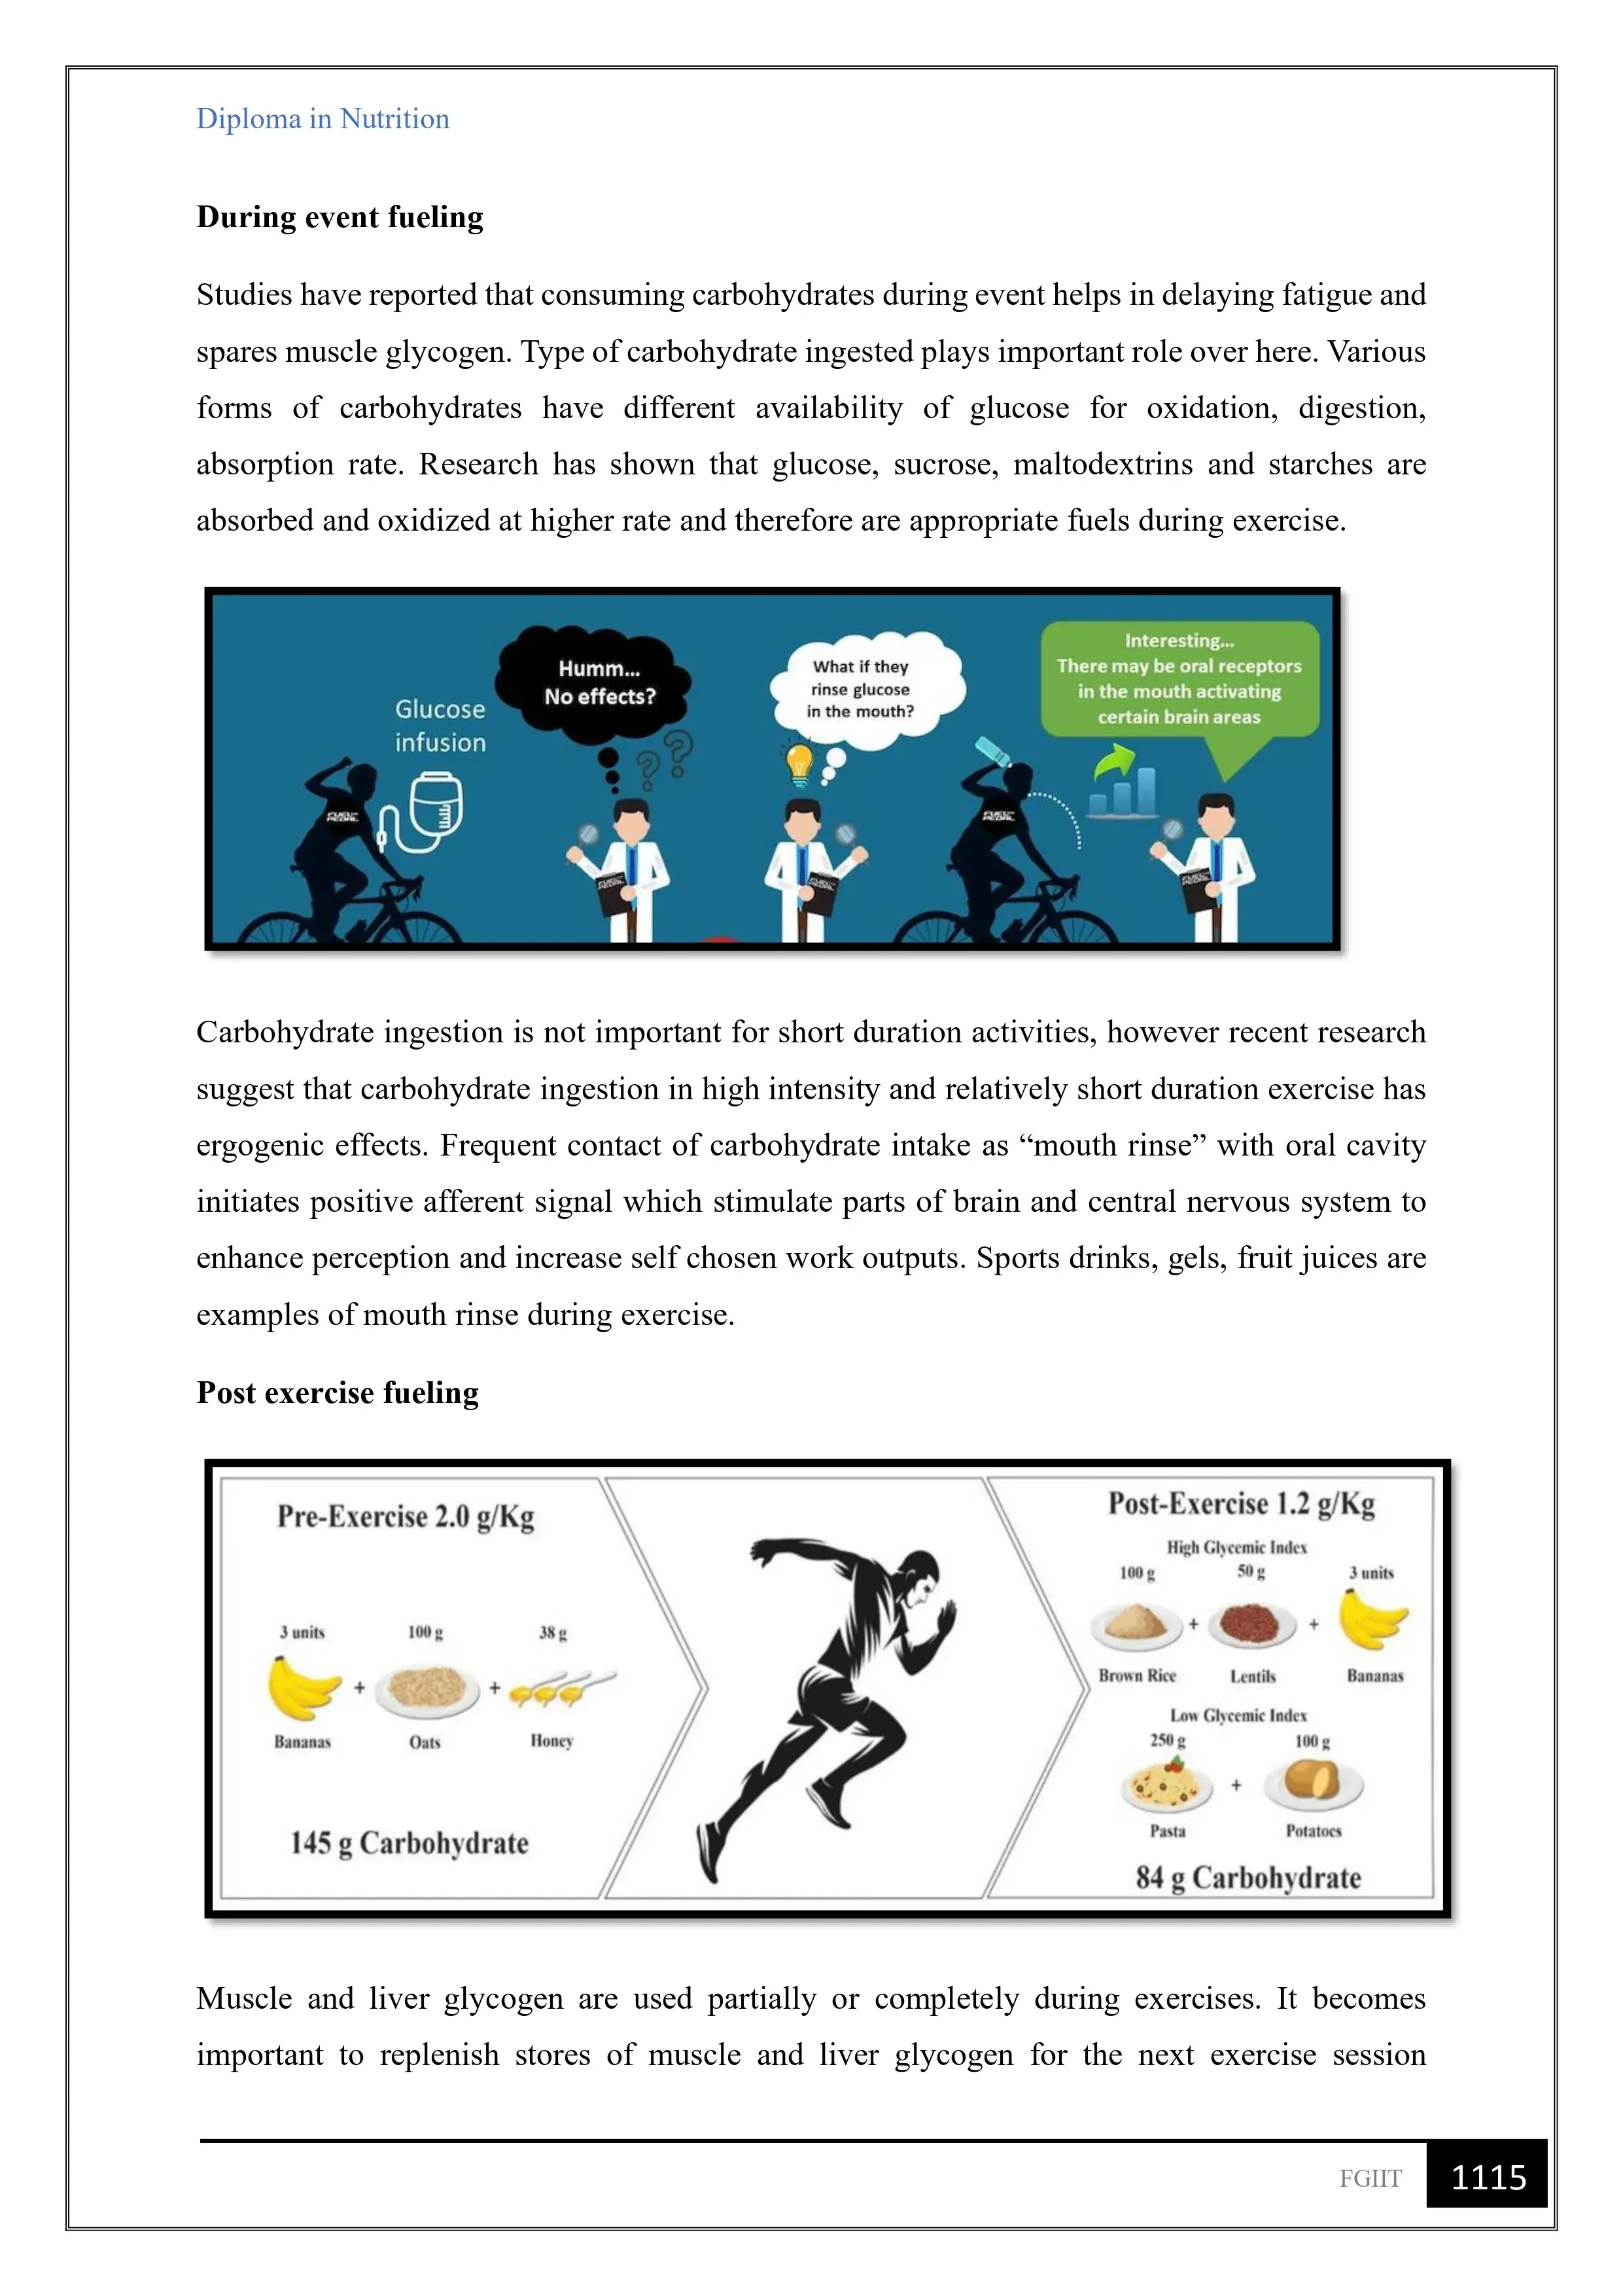 Diploma in Nutrition
During event fueling
Studies have reported that consuming carbohydrates during event helps in delaying fatigue and
spares muscle glycogen. Type of carbohydrate ingested plays important role over here. Various
forms of carbohydrates have different availability of glucose for oxidation, digestion,
absorption rate. Research has shown that glucose, sucrose, maltodextrins and starches are
absorbed and oxidized at higher rate and therefore are appropriate fuels during exercise.
Glucose
infusion
Humm...
No effects?
??
What if they
rinse glucose
in the mouth?
Interesting...
There may be oral receptors
in the mouth activating
certain brain areas
Carbohydrate ingestion is not important for short duration activities, however recent research
suggest that carbohydrate ingestion in high intensity and relatively short duration exercise has
ergogenic effects. Frequent contact of carbohydrate intake as “mouth rinse” with oral cavity
initiates positive afferent signal which stimulate parts of brain and central nervous system to
enhance perception and increase self chosen work outputs. Sports drinks, gels, fruit juices are
examples of mouth rinse during exercise.
Post exercise fueling
Pre-Exercise 2.0 g/Kg
3 units 100 g 38 g
+ +
Bananas Oats Honey
145 g Carbohydrate
Post-Exercise 1.2 g/Kg
High Glycemic Index
100 g 50 g 3 units
+ +
Brown Rice Lentils Bananas
Low Glycemic Index
250 g 100 g
+
Pasta Potatoes
84 g Carbohydrate
Muscle and liver glycogen are used partially or completely during exercises. It becomes
important to replenish stores of muscle and liver glycogen for the next exercise session
FGIIT 1115